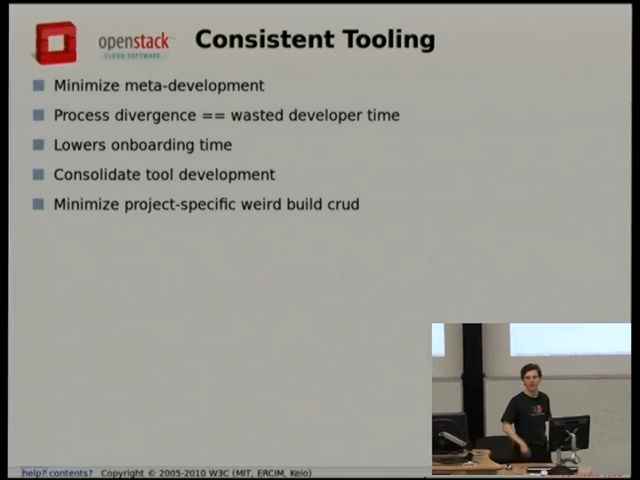 openstack
CLOUD SOFTWARE
Consistent Tooling
Minimize meta-development
Process divergence == wasted developer time
Lowers onboarding time
Consolidate tool development
Minimize project-specific weird build crud
help? contents? Copyright © 2005-2010 W3C (MIT, ERCIM, Keio)